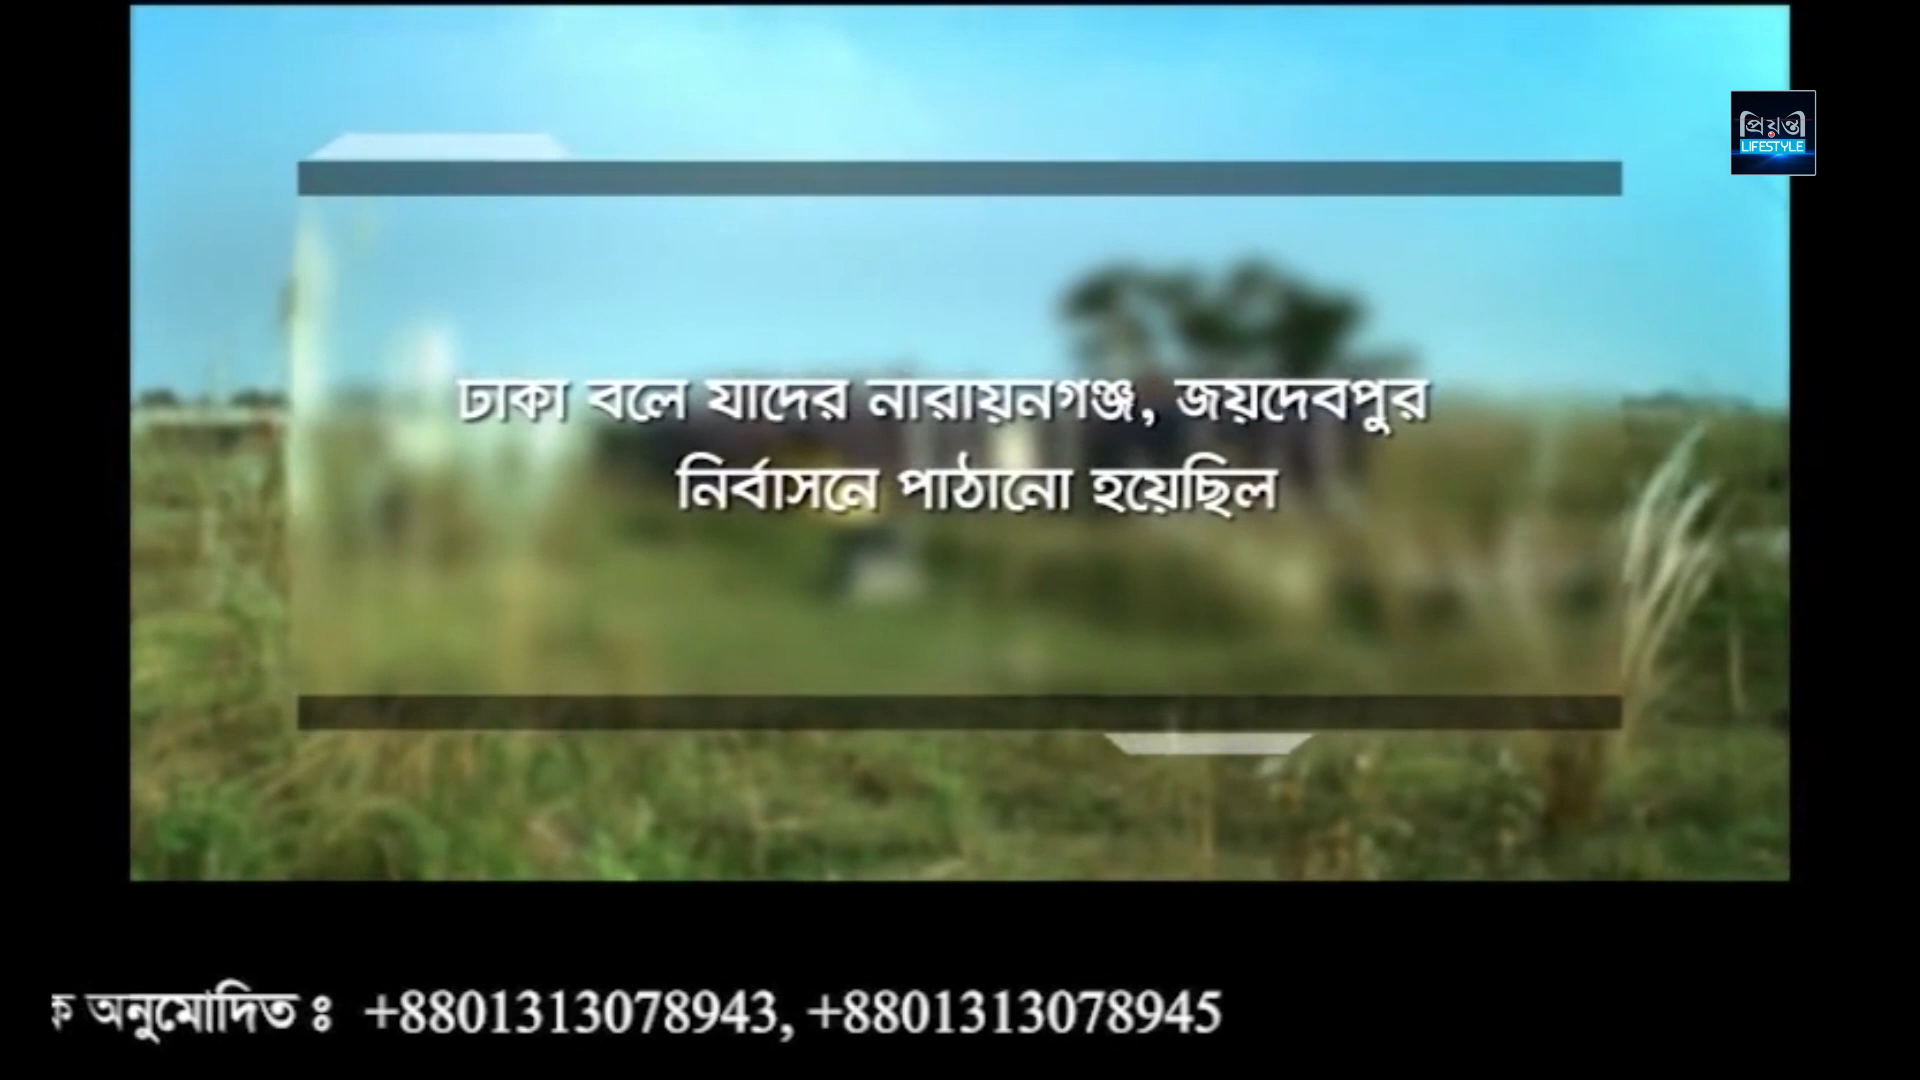 প্রিয়ন্তী
LIFESTYLE
ঢাকা বলে যাদের নারায়নগঞ্জ, জয়দেবপুর
নির্বাসনে পাঠানো হয়েছিল
ক অনুমোদিত ঃ +8801313078943, +8801313078945